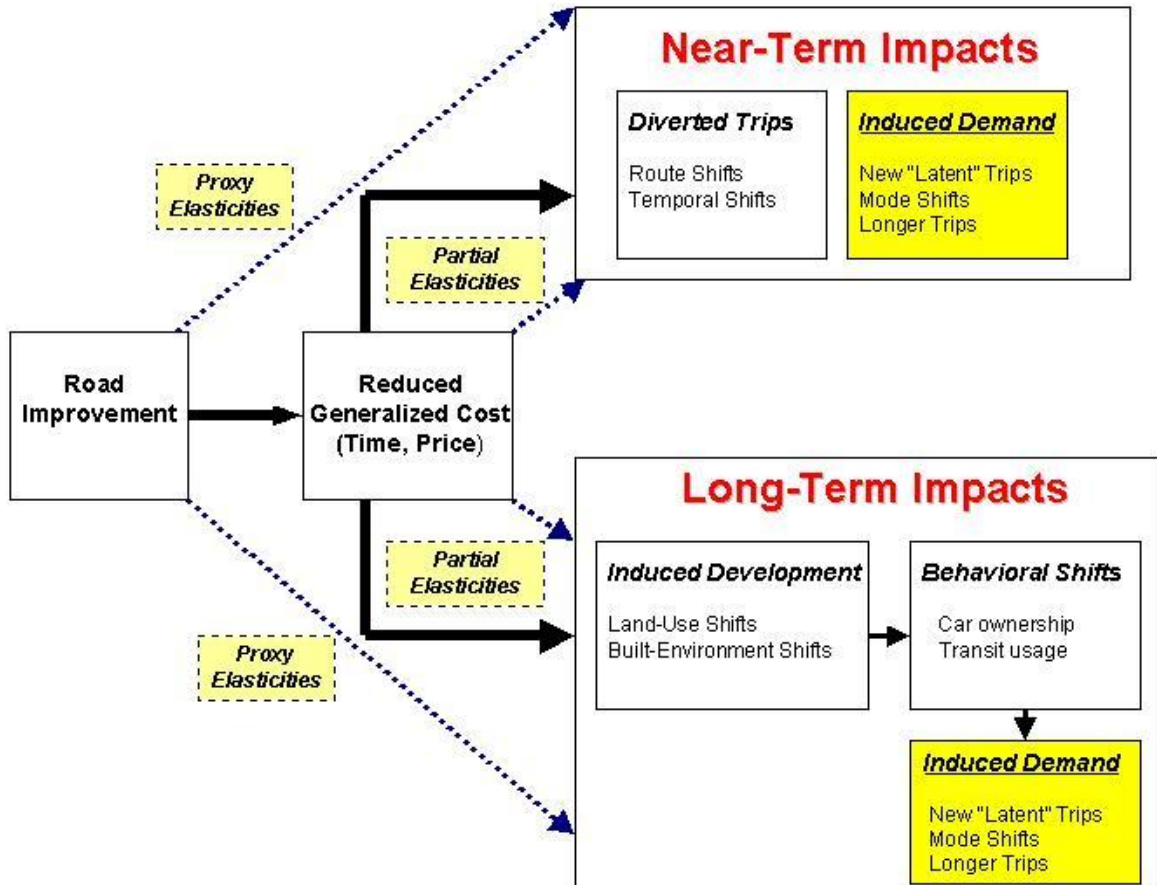 Near-Term Impacts
Diverted Trips
Route Shifts
Temporal Shifts
Induced Demand
New "Latent" Trips
Mode Shifts
Longer Trips
Proxy
Elasticities
Partial
Elasticities
Road
Improvement
Reduced
Generalized Cost
(Time, Price)
Long-Term Impacts
Partial
Elasticities
Proxy
Elasticities
Induced Development
Land-Use Shifts
Built-Environment Shifts
Behavioral Shifts
Car ownership
Transit usage
Induced Demand
New "Latent" Trips
Mode Shifts
Longer Trips